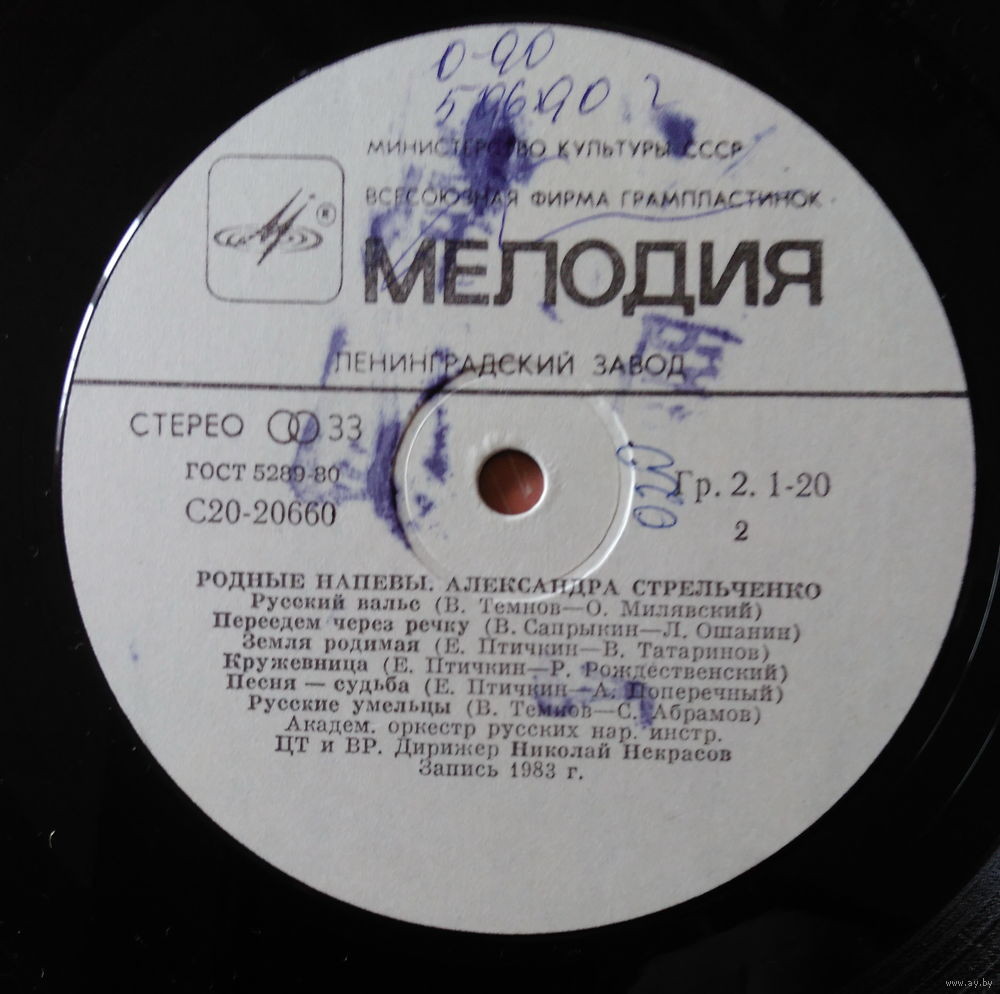 0-90
МИНИСТЕРСТВО КУЛЬТУРЫ СССР
ВСЕСОЮЗНАЯ ФИРМА ГРАМПЛАСТИНОК
®
МЕЛОДИЯ
ЛЕНИНГРАДСКИЙ ЗАВОД
СТЕРЕО 33
ГОСТ 5289-80
С20-20660
Гр. 2. 1-20
2
РОДНЫЕ НАПЕВЫ. АЛЕКСАНДРА СТРЕЛЬЧЕНКО
Русский вальс (В. Темнов—О. Милявский)
Переедем через речку (В. Сапрыкин—Л. Ошанин)
Земля родимая (Е. Птичкин—В. Татаринов)
Кружевница (Е. Птичкин—Р. Рождественский)
Песня — судьба (Е. Птичкин—А. Поперечный)
Русские умельцы (В. Темнов—С. Абрамов)
Академ. оркестр русских нар. инстр.
ЦТ и ВР. Дирижер Николай Некрасов
Запись 1983 г.
www.ay.by